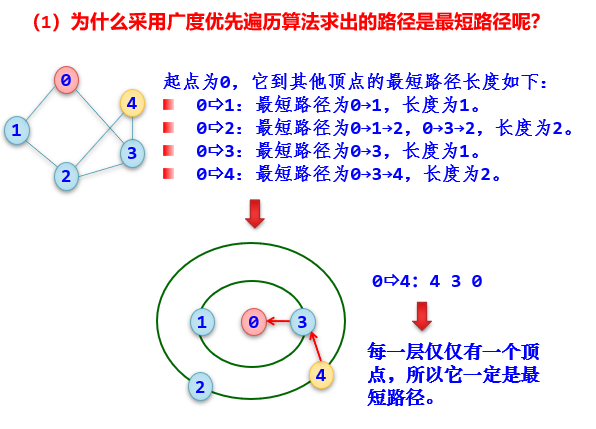 （1）为什么采用广度优先遍历算法求出的路径是最短路径呢?
起点为0，它到其他顶点的最短路径长度如下：
0⇨1：最短路径为0→1，长度为1。
0⇨2：最短路径为0→1→2，0→3→2，长度为2。
0⇨3：最短路径为0→3，长度为1。
0⇨4：最短路径为0→3→4，长度为2。
0
4
1
3
2
0⇨4：4 3 0
1
0
3
4
2
每一层仅仅有一个顶
点，所以它一定是最
短路径。